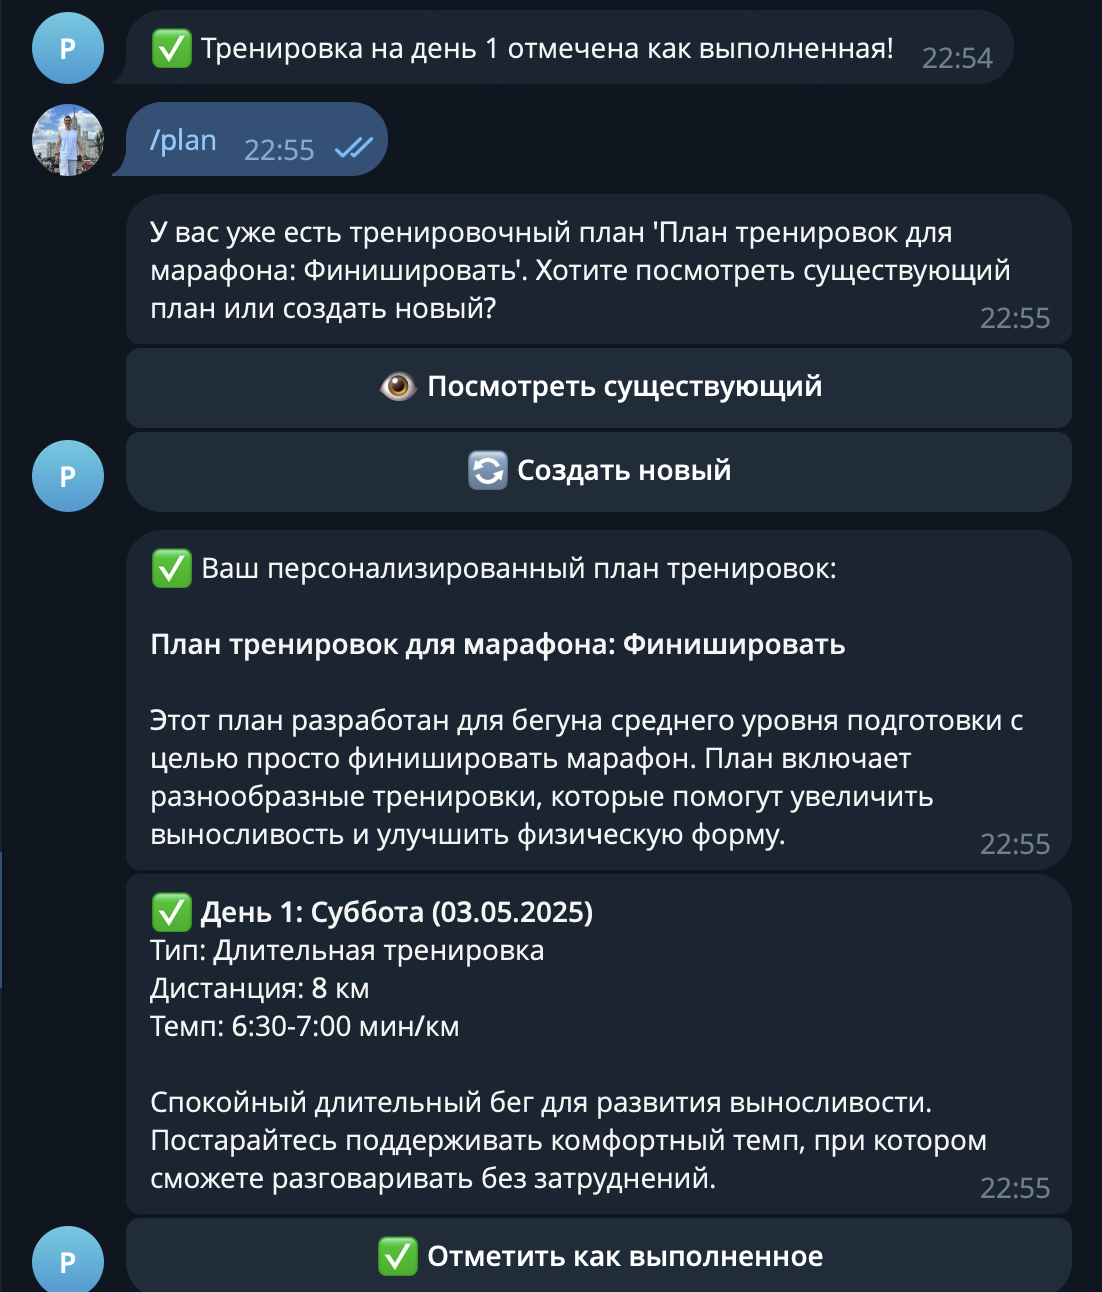 P
✅ Тренировка на день 1 отмечена как выполненная! 22:54
/plan 22:55
У вас уже есть тренировочный план 'План тренировок для
марафона: Финишировать'. Хотите посмотреть существующий
план или создать новый?
22:55
👁 Посмотреть существующий
🔄 Создать новый
P
✅ Ваш персонализированный план тренировок:
План тренировок для марафона: Финишировать
Этот план разработан для бегуна среднего уровня подготовки с
целью просто финишировать марафон. План включает
разнообразные тренировки, которые помогут увеличить
выносливость и улучшить физическую форму.
22:55
✅ День 1: Суббота (03.05.2025)
Тип: Длительная тренировка
Дистанция: 8 км
Темп: 6:30-7:00 мин/км
Спокойный длительный бег для развития выносливости.
Постарайтесь поддерживать комфортный темп, при котором
сможете разговаривать без затруднений.
22:55
P
✅ Отметить как выполненное